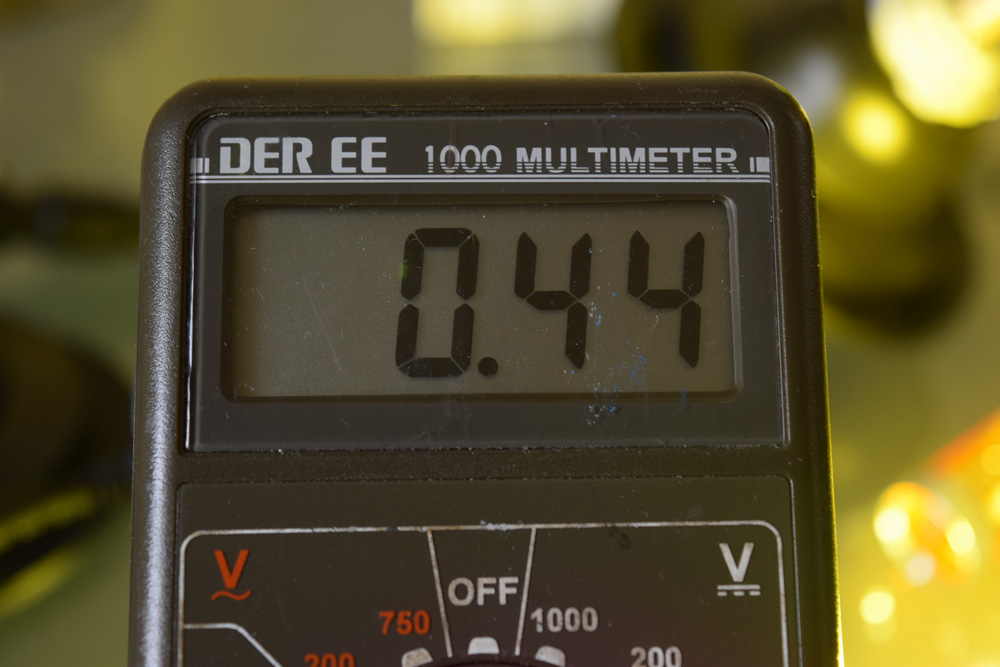 DER EE 1000 MULTIMETER
0.44
V OFF V
750 1000
200 200